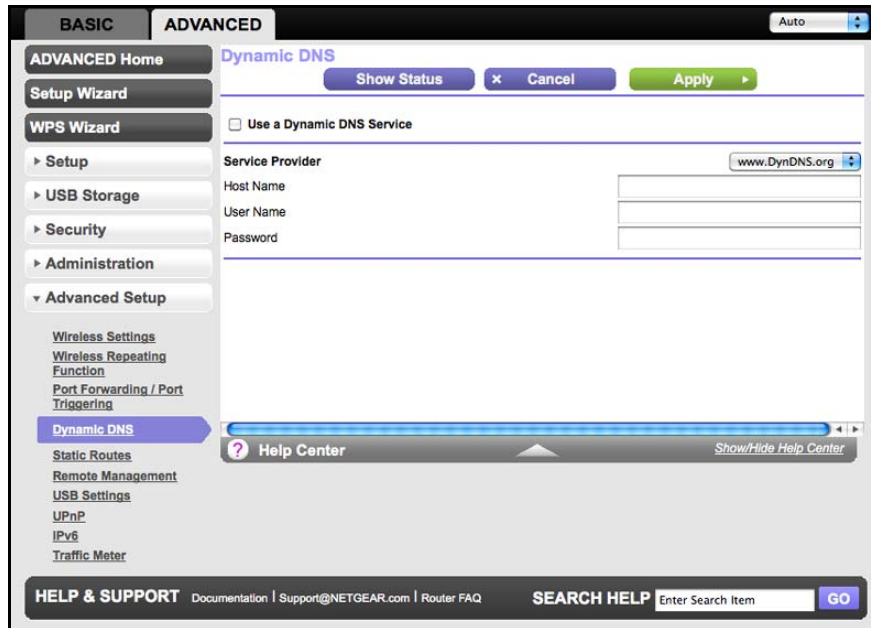 BASIC
ADVANCED
Auto
ADVANCED Home
Setup Wizard
WPS Wizard
Setup
USB Storage
Security
Administration
Advanced Setup
Wireless Settings
Wireless Repeating
Function
Port Forwarding / Port
Triggering
Dynamic DNS
Static Routes
Remote Management
USB Settings
UPnP
IPv6
Traffic Meter
Dynamic DNS
Show Status
× Cancel
Apply
Use a Dynamic DNS Service
Service Provider
www.DynDNS.org
Host Name
User Name
Password
? Help Center
Show/Hide Help Center
HELP & SUPPORT Documentation | Support@NETGEAR.com | Router FAQ
SEARCH HELP Enter Search Item GO